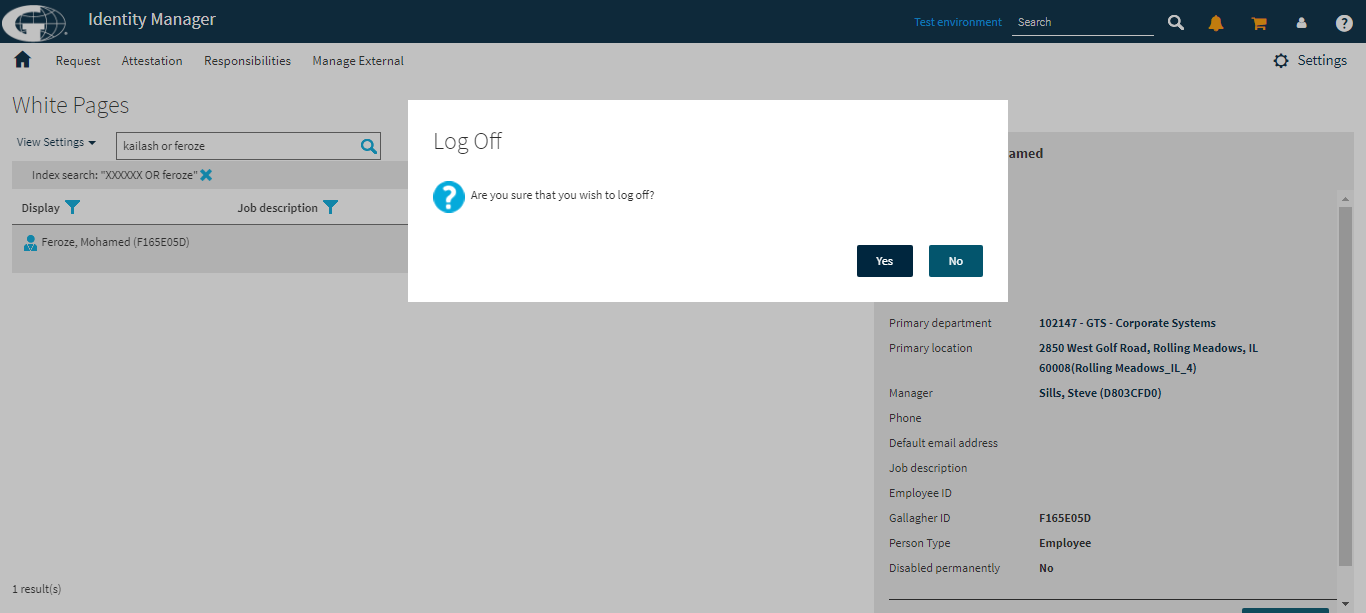 Identity Manager
Test environment
Search
Request
Attestation
Responsibilities
Manage External
Settings
White Pages
View Settings
kailash or feroze
Index search: "XXXXXX OR feroze"
Display
Job description
Feroze, Mohamed (F165E05D)
1 result(s)
Log Off
Are you sure that you wish to log off?
Yes
No
amed
Primary department
102147 - GTS - Corporate Systems
Primary location
2850 West Golf Road, Rolling Meadows, IL
60008(Rolling Meadows_IL_4)
Manager
Sills, Steve (D803CFD0)
Phone
Default email address
Job description
Employee ID
Gallagher ID
F165E05D
Person Type
Employee
Disabled permanently
No